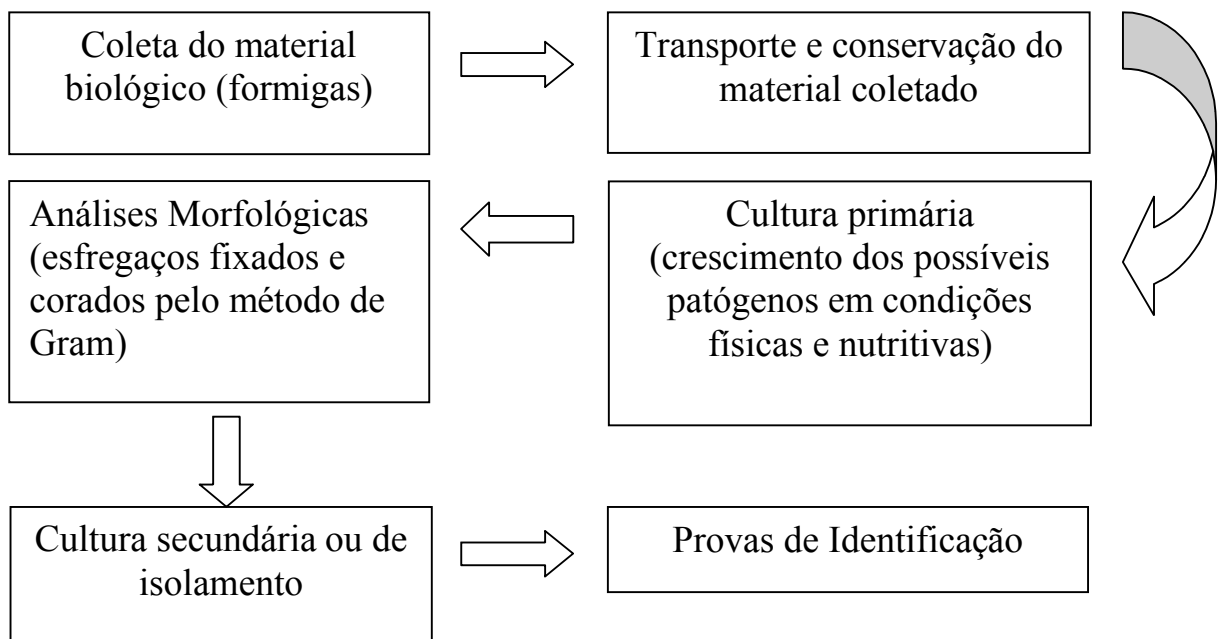 Coleta do material
biológico (formigas)
Transporte e conservação do
material coletado
Cultura primária
(crescimento dos possíveis
patógenos em condições
físicas e nutritivas)
Análises Morfológicas
(esfregaços fixados e
corados pelo método de
Gram)
Cultura secundária ou de
isolamento
Provas de Identificação